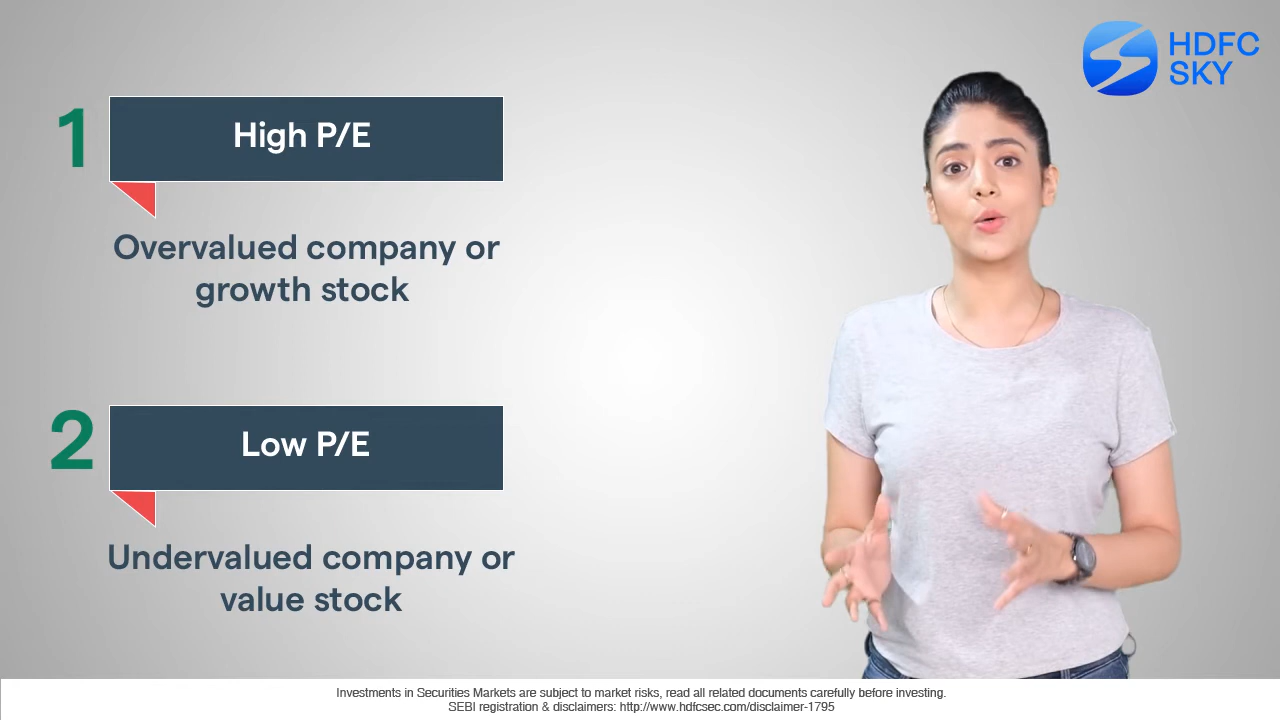 HDFC
SKY
1
High P/E
Overvalued company or
growth stock
2
Low P/E
Undervalued company or
value stock
Investments in Securities Markets are subject to market risks, read all related documents carefully before investing.
SEBI registration & disclaimers: http://www.hdfcsec.com/disclaimer-1795